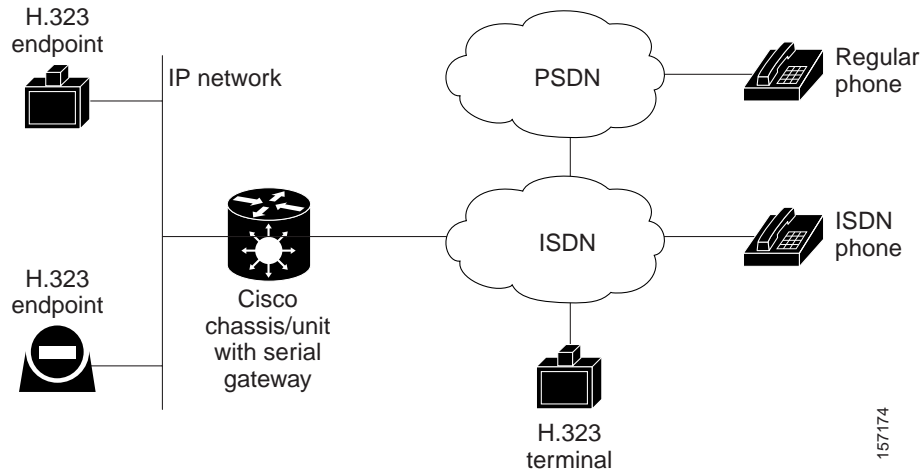 H.323
endpoint
IP network
PSDN
Regular
phone
ISDN
ISDN
phone
H.323
endpoint
Cisco
chassis/unit
with serial
gateway
H.323
terminal
157174